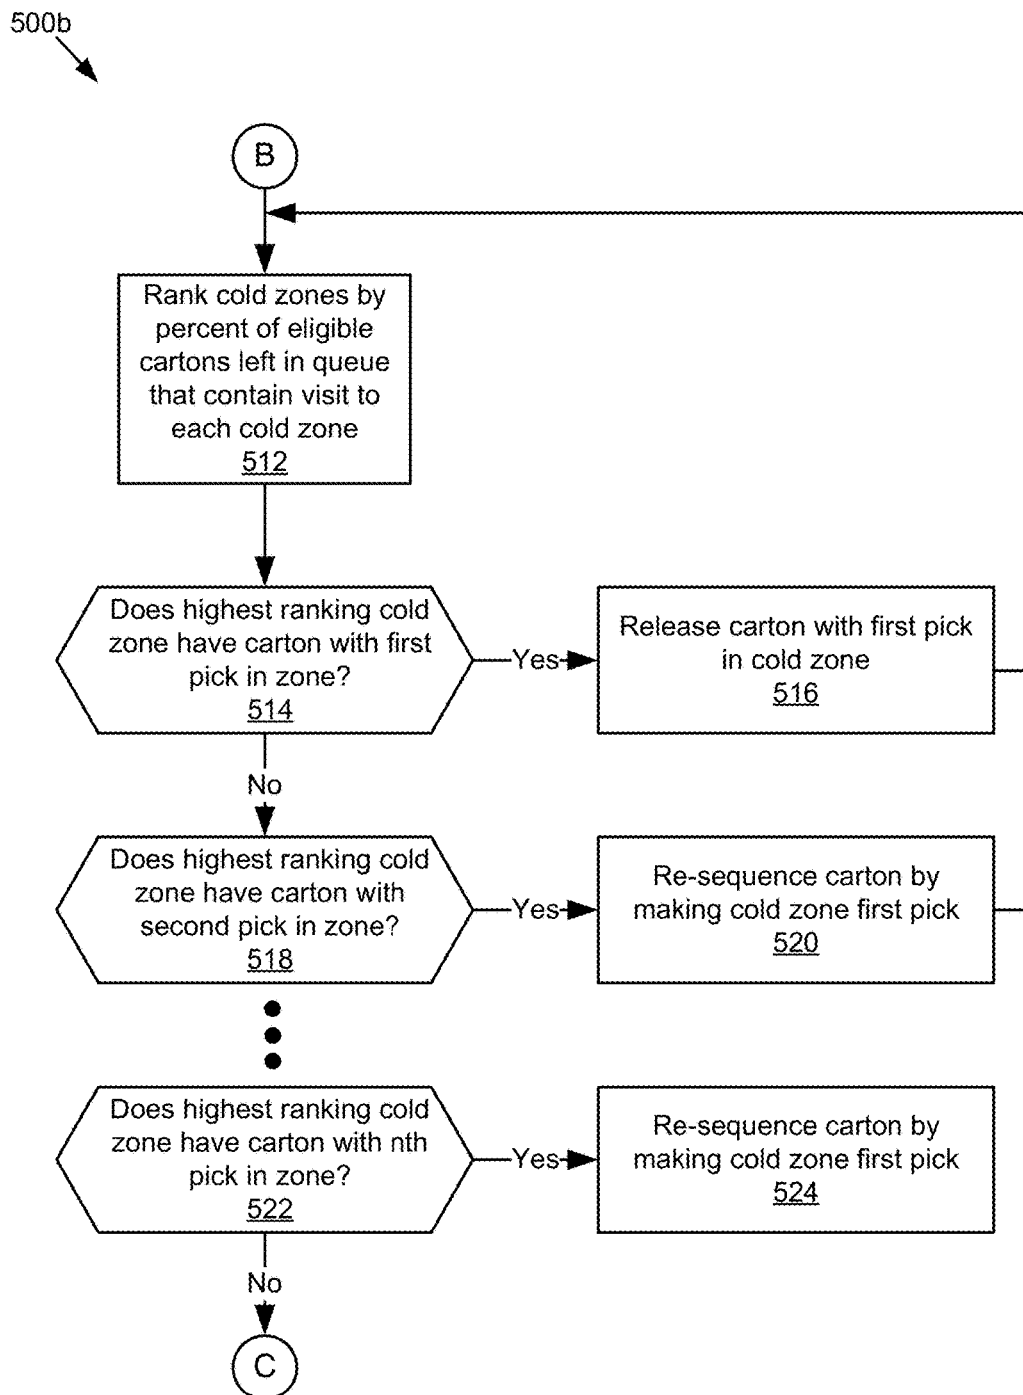 500b
B
Rank cold zones by
percent of eligible
cartons left in queue
that contain visit to
each cold zone
512
Does highest ranking cold
zone have carton with first
pick in zone?
514
Yes
Release carton with first pick
in cold zone
516
No
Does highest ranking cold
zone have carton with
second pick in zone?
518
Yes
Re-sequence carton by
making cold zone first pick
520
Does highest ranking cold
zone have carton with nth
pick in zone?
522
Yes
Re-sequence carton by
making cold zone first pick
524
No
C